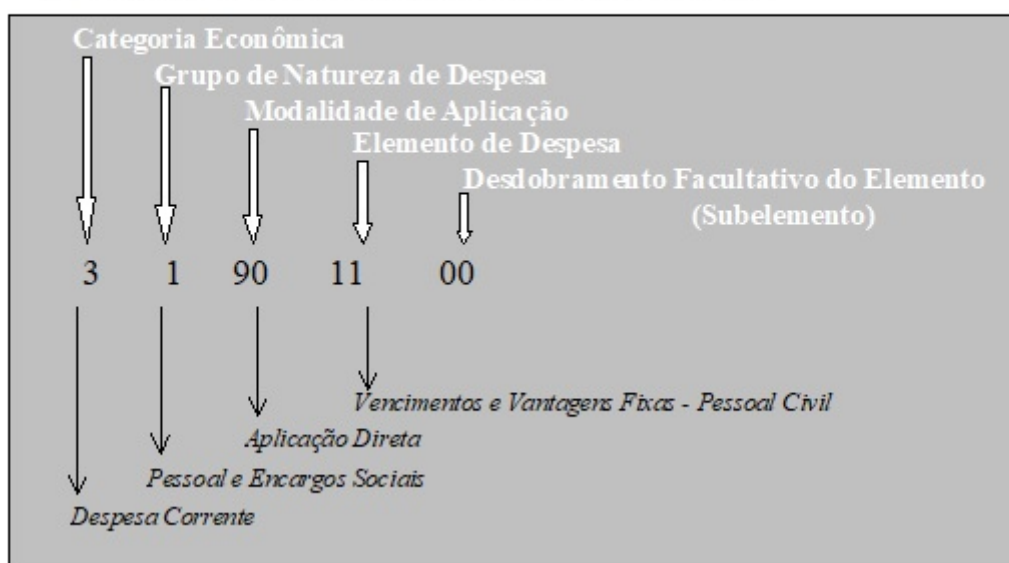 Categoria Econômica
Grupo de Natureza de Despesa
Modalidade de Aplicação
Elemento de Despesa
Desdobramento Facultativo do Elemento
(Subelemento)
3 1 90 11 00
Vencimentos e Vantagens Fixas - Pessoal Civil
Aplicação Direta
Pessoal e Encargos Sociais
Despesa Corrente